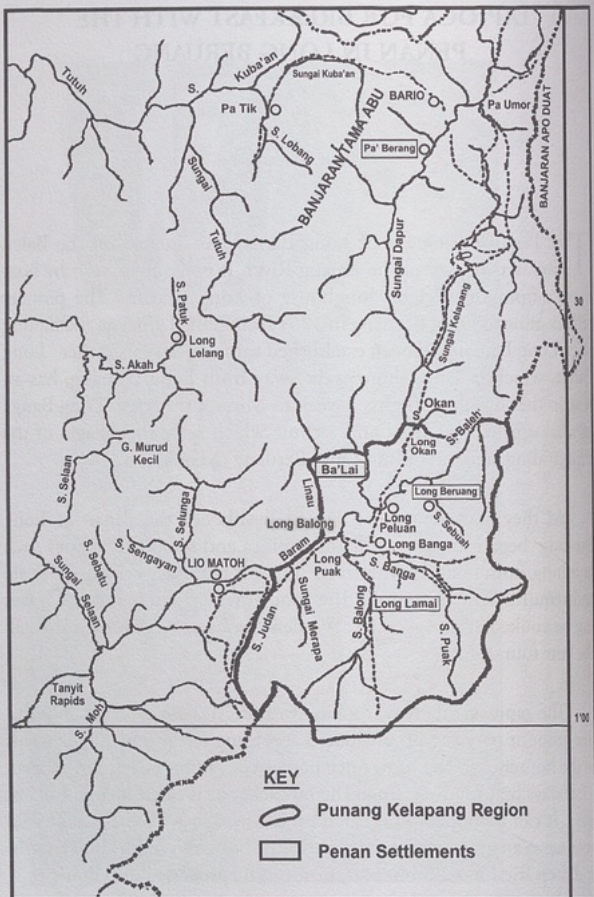 Tutuh
S. Kuba'an
Sungai Kuba'an
Pa Tik
BARIO
Pa Umor
BANJARAN APO DUAT
S. Lobang
BANJARAN TAMA ABU
Pa' Berang
Sungai Tutuh
Sungai Dapur
Sungai Kelapang
30
S. Patuk
Long
Lelang
S. Akah
S. Okan
Long
Okan
S. Baleh
G. Murud
Kecil
S. Selaan
S. Selunga
Ba'Lai
Linau
Long Beruang
S. Sebuah
Long
Peluan
Long Balong
Long Banga
Baram
S. Sebatu
S. Sengayan
LIO MATOH
Long
Puak
S. Banga
Sungai Selaan
S. Judan
Sungai Merapa
S. Balong
Long Lamai
S. Puak
Tanyit
Rapids
S. Moh
1'00
KEY
Punang Kelapang Region
Penan Settlements